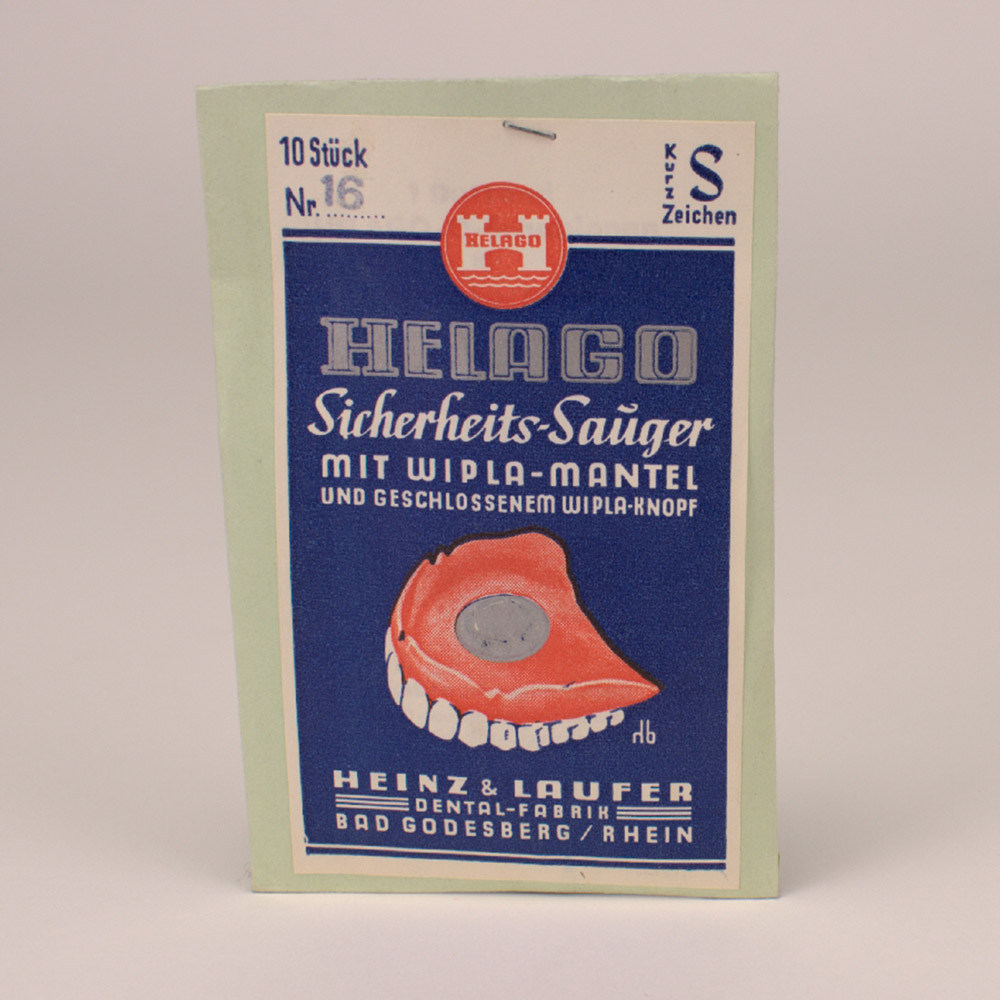 10 Stück
Nr. 16
Kurz
Zeichen
S
HELAGO
HELAGO
Sicherheits-Saŭger
MIT WIPLA-MANTEL
UND GESCHLOSSENEM WIPLA-KNOPF
HEINZ & LAUFER
DENTAL-FABRIK
BAD GODESBERG / RHEIN